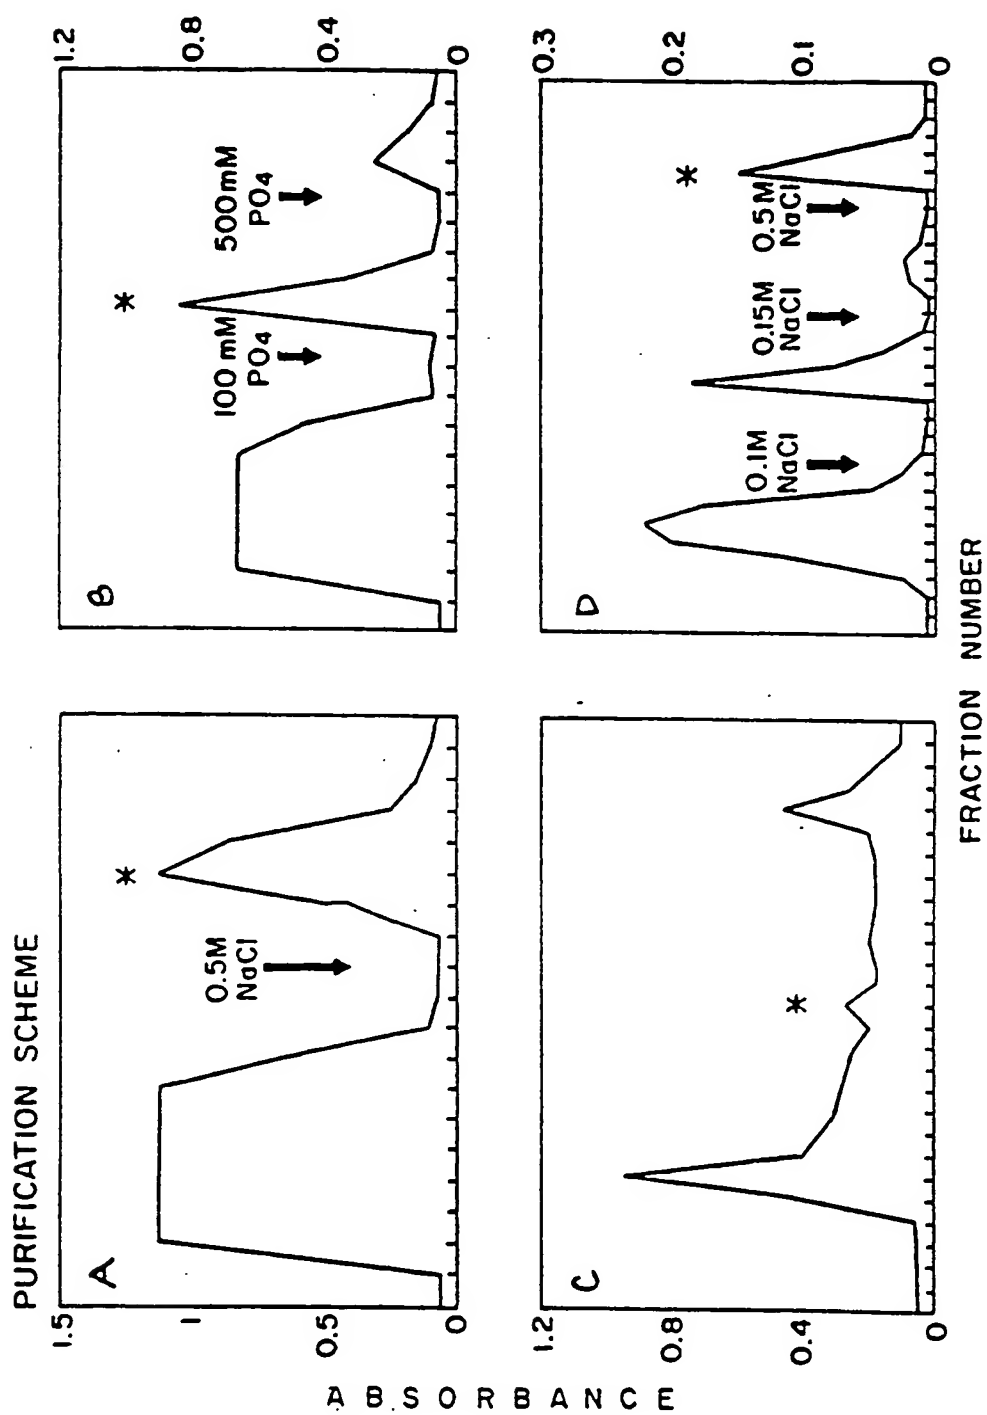 PURIFICATION SCHEME
A
0.5M
NaCl
*
1.5
1
0.5
0
B
100 mM
PO4
*
500mM
PO4
1.2
0.8
0.4
0
C
*
1.2
0.8
0.4
0
D
0.1M
NaCl
0.15M
NaCl
0.5M
NaCl
*
0.3
0.2
0.1
0
ABSORBANCE
FRACTION NUMBER